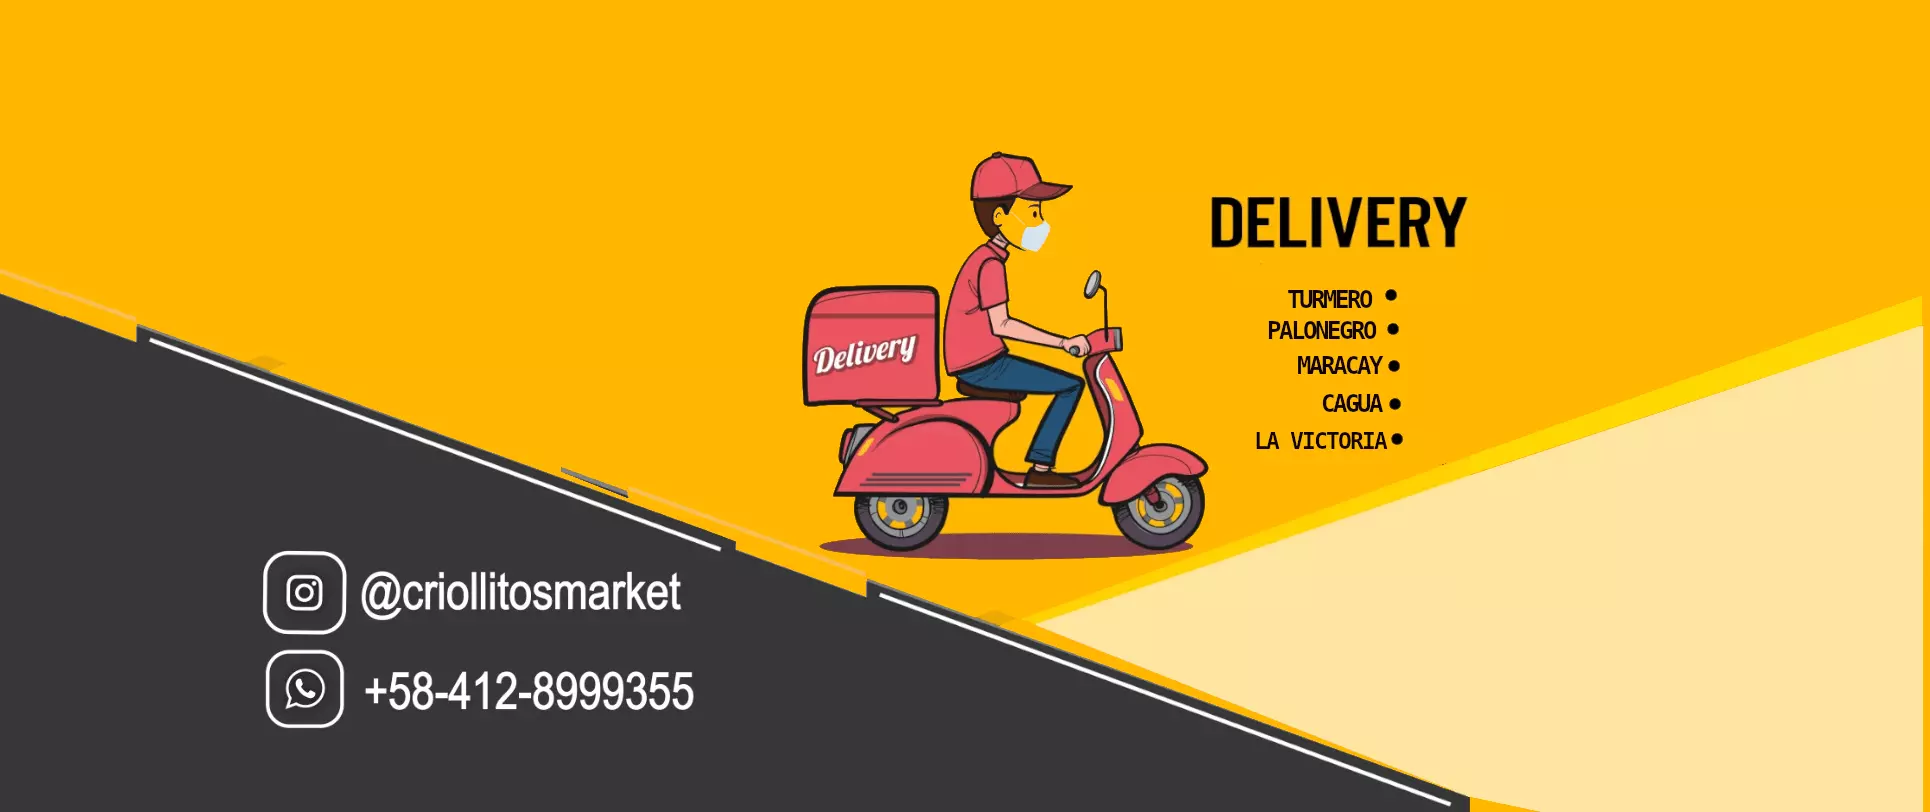 DELIVERY
TURMERO •
PALONEGRO •
MARACAY •
CAGUA •
LA VICTORIA •
Delivery
@criollitosmarket
+58-412-8999355